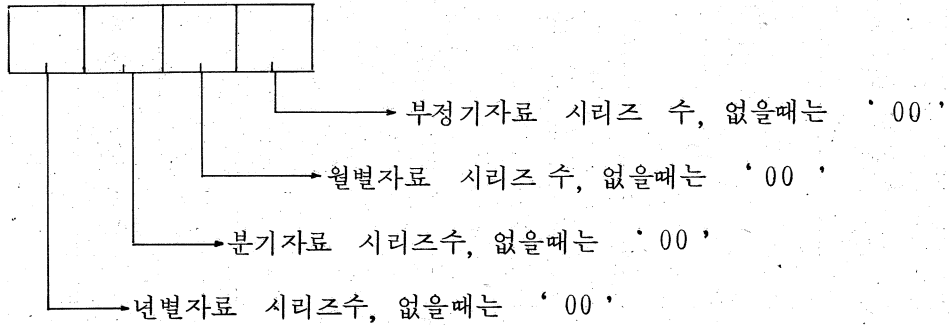 부정기자료 시리즈 수, 없을때는 ‘ 00 ’
월별자료 시리즈 수, 없을때는 ‘ 00 ’
분기자료 시리즈수, 없을때는 ‘ 00 ’
년별자료 시리즈수, 없을때는 ‘ 00 ’